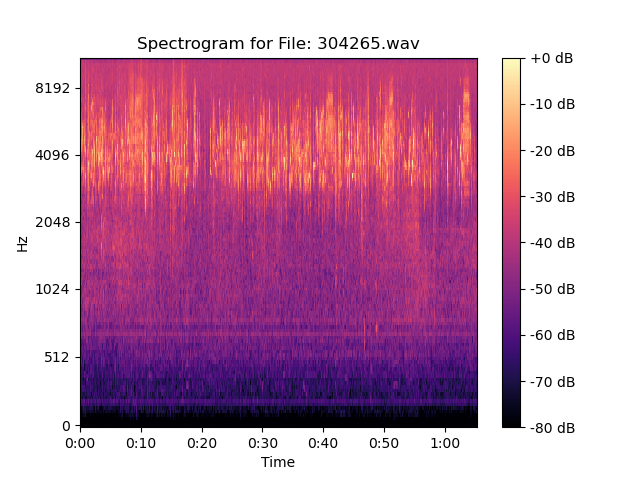 Spectrogram for File: 304265.wav
8192
4096
2048
1024
512
0
Hz
0:00 0:10 0:20 0:30 0:40 0:50 1:00
Time
+0 dB
-10 dB
-20 dB
-30 dB
-40 dB
-50 dB
-60 dB
-70 dB
-80 dB